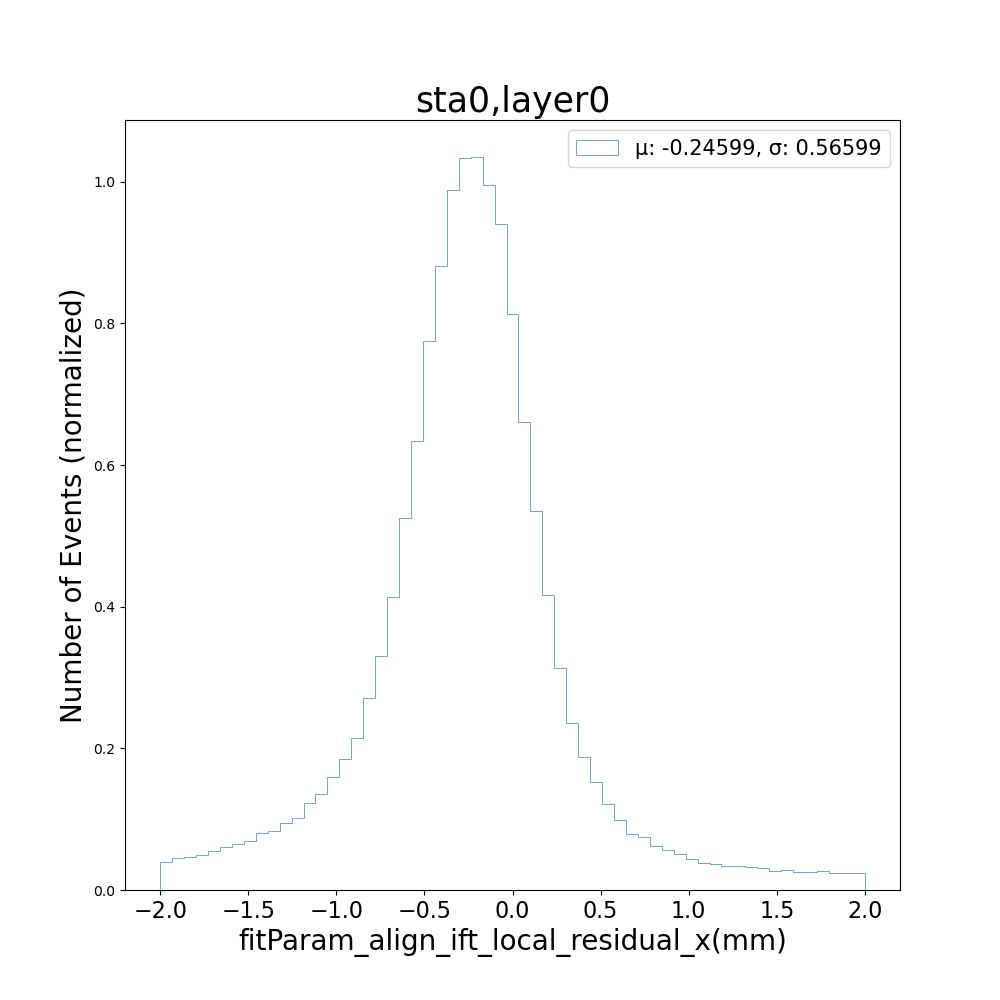 sta0,layer0
μ: -0.24599, σ: 0.56599
Number of Events (normalized)
1.0
0.8
0.6
0.4
0.2
0.0
−2.0 −1.5 −1.0 −0.5 0.0 0.5 1.0 1.5 2.0
fitParam_align_ift_local_residual_x(mm)